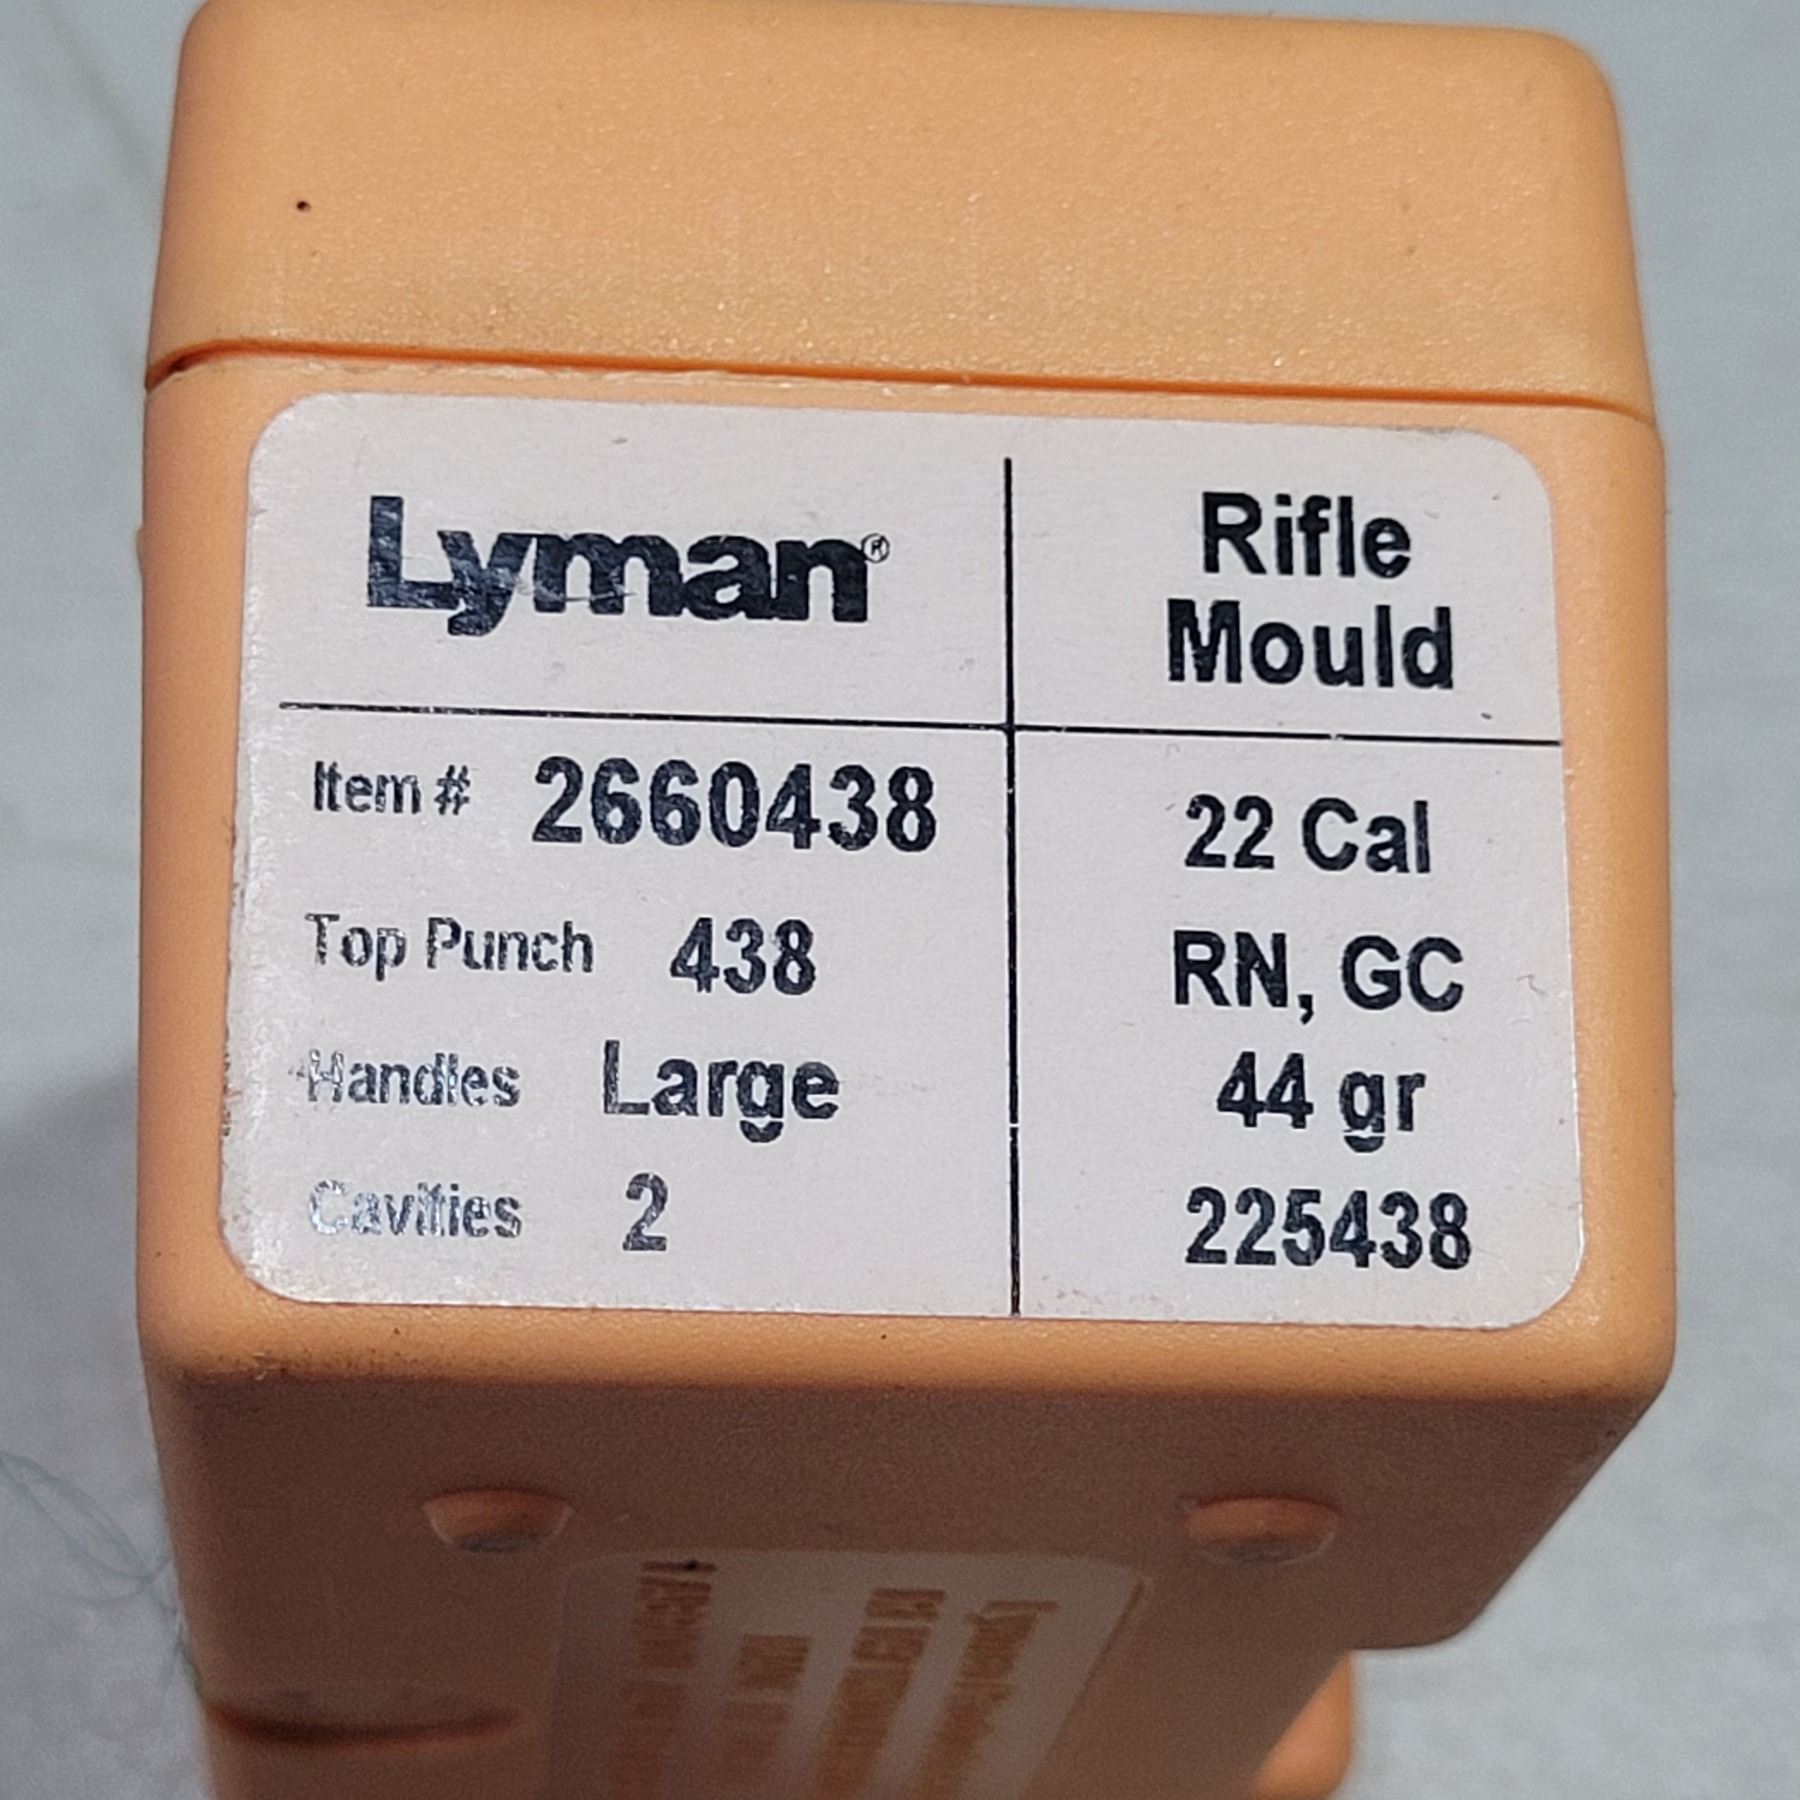 Lyman®
Rifle
Mould
Item # 2660438
Top Punch 438
Handles Large
Cavities 2
22 Cal
RN, GC
44 gr
225438